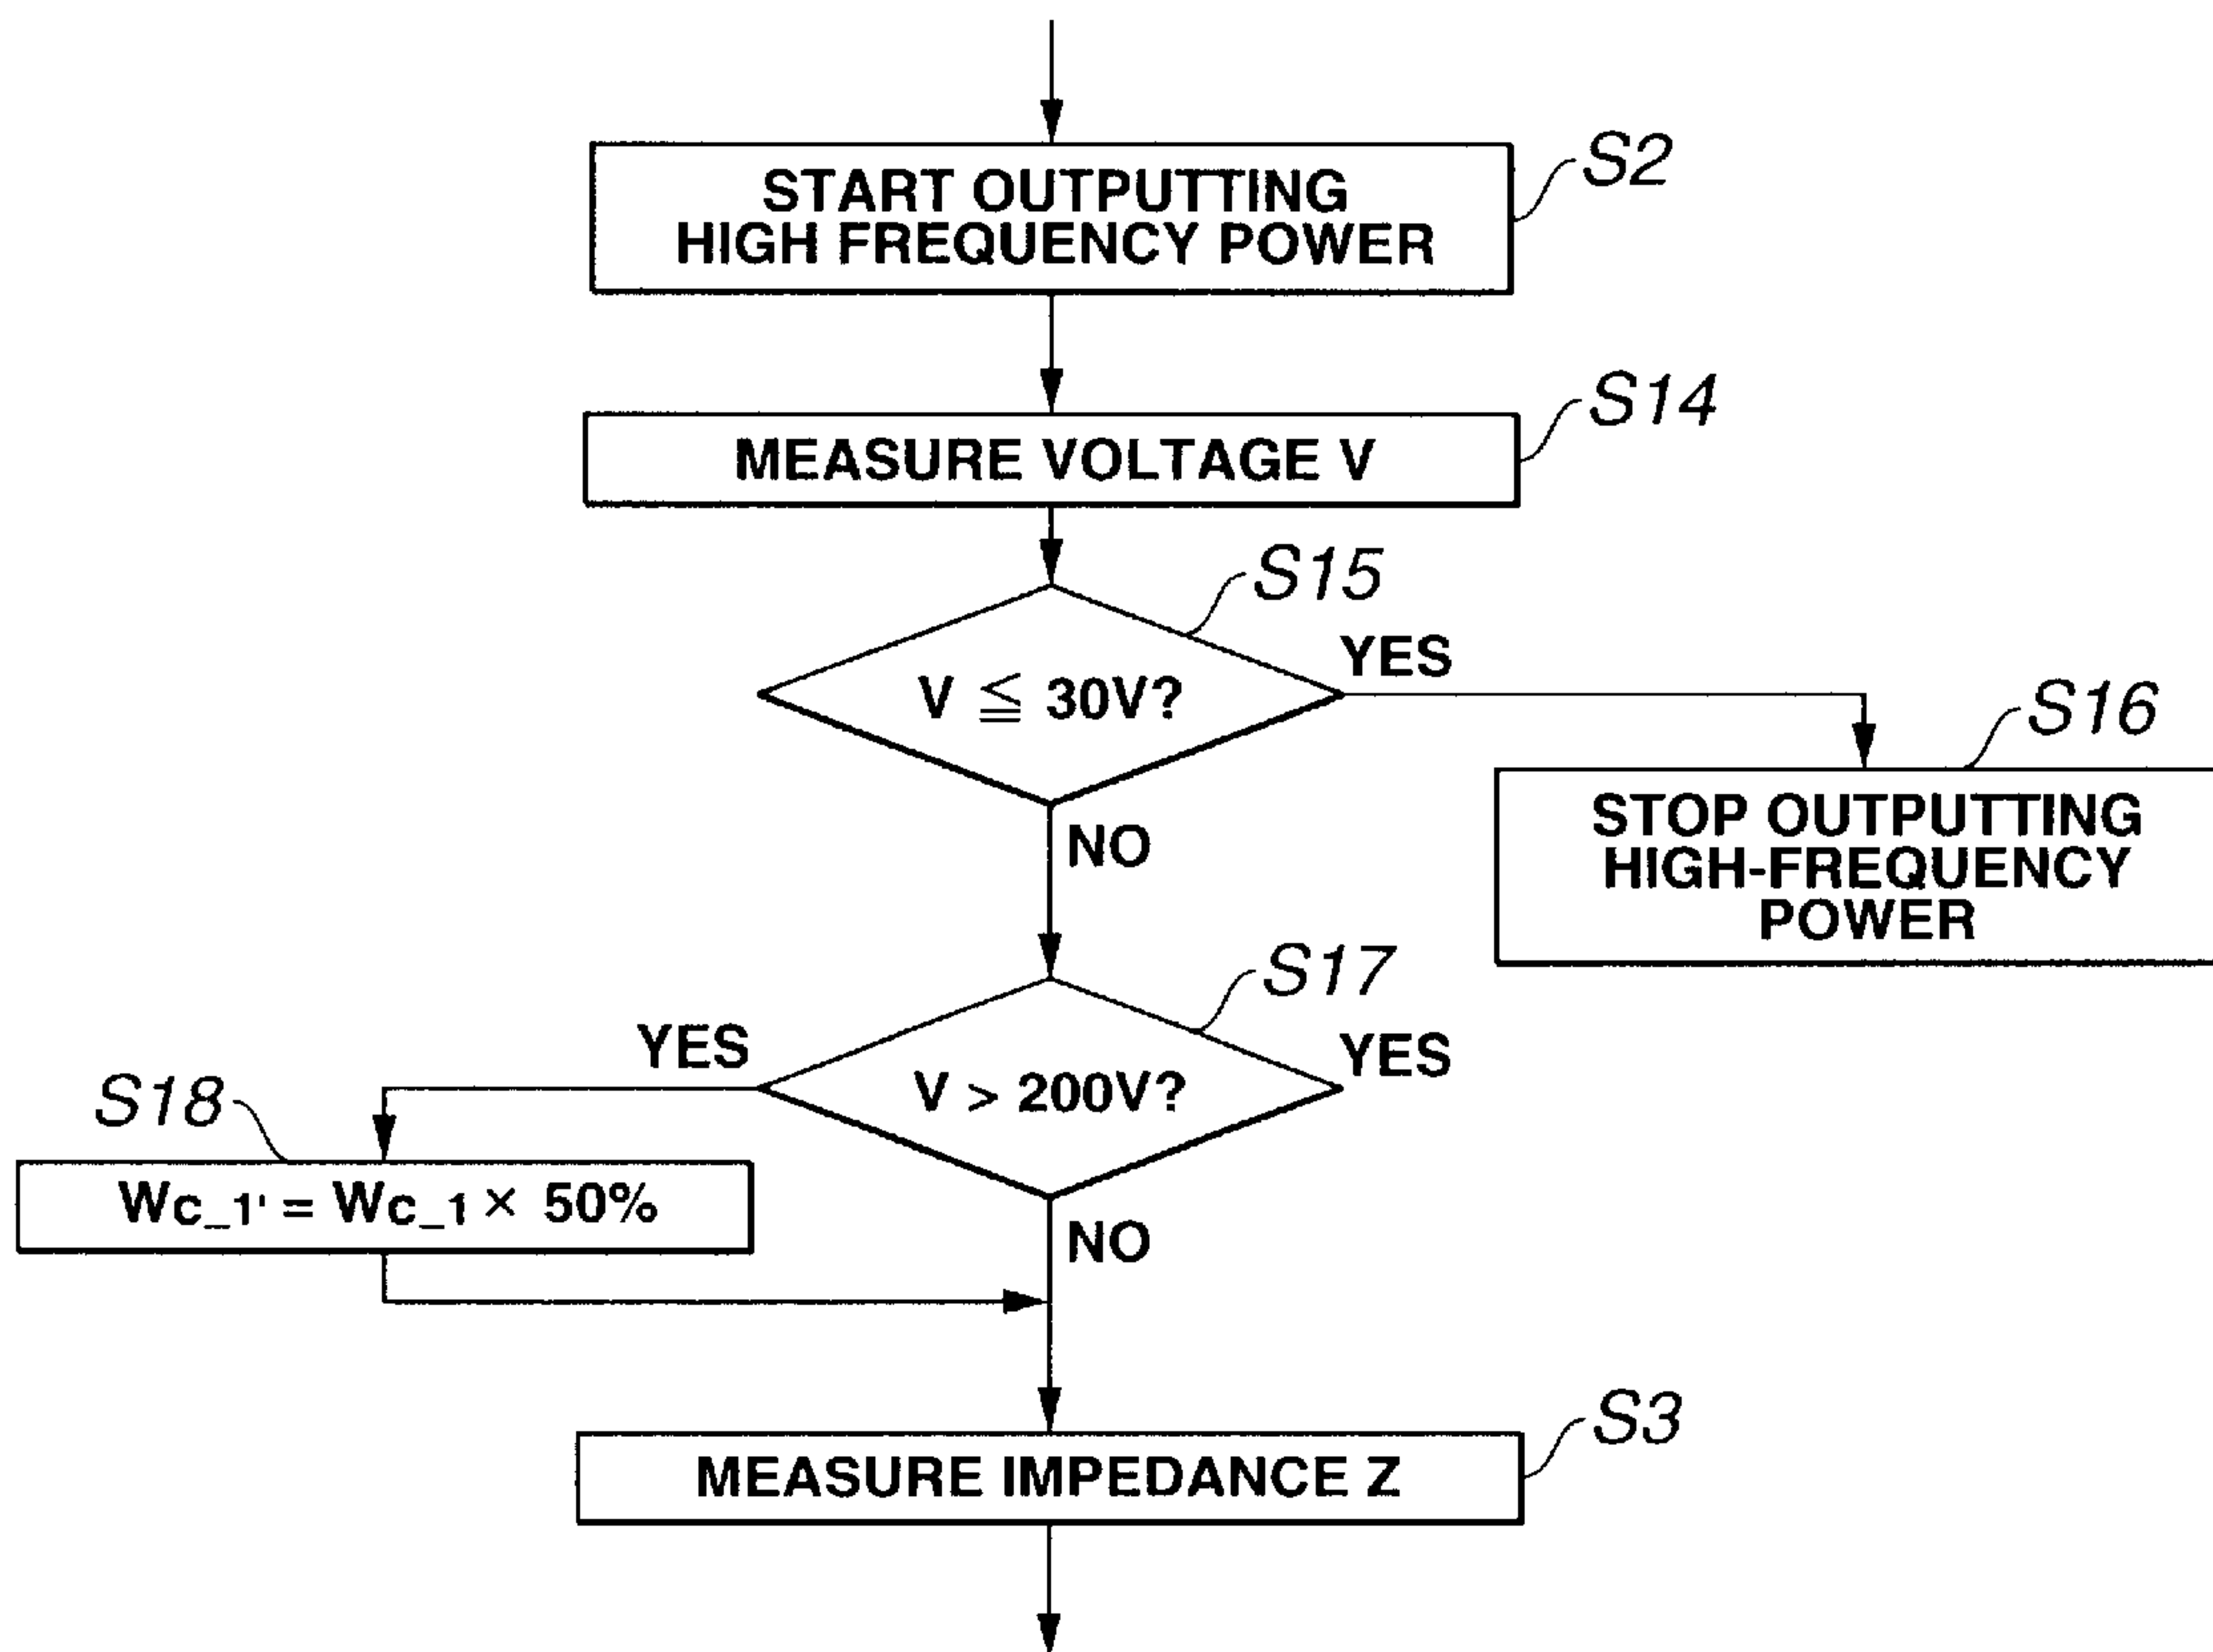 START OUTPUTTING
HIGH FREQUENCY POWER
S2
MEASURE VOLTAGE V
S14
S15
V ≦ 30V?
YES
NO
S16
STOP OUTPUTTING
HIGH-FREQUENCY
POWER
S17
V > 200V?
YES
YES
NO
S18
Wc_1' = Wc_1 × 50%
MEASURE IMPEDANCE Z
S3